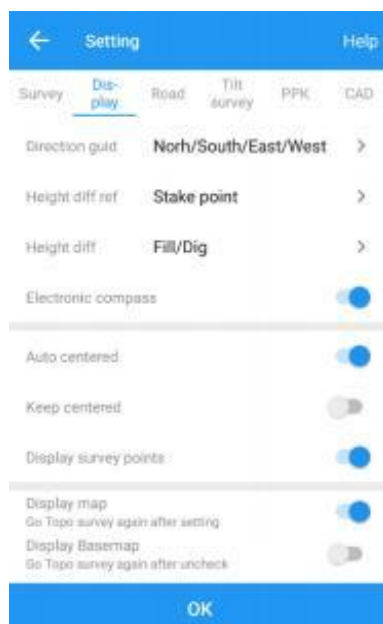 Setting Help
Survey Dis-play Road Tilt survey PPK CAD
Direction guid Norh/South/East/West
Height diff ref Stake point
Height diff Fill/Dig
Electronic compass
Auto centered
Keep centered
Display survey points
Display map
Go Topo survey again after setting
Display Basemap
Go Topo survey again after uncheck
OK